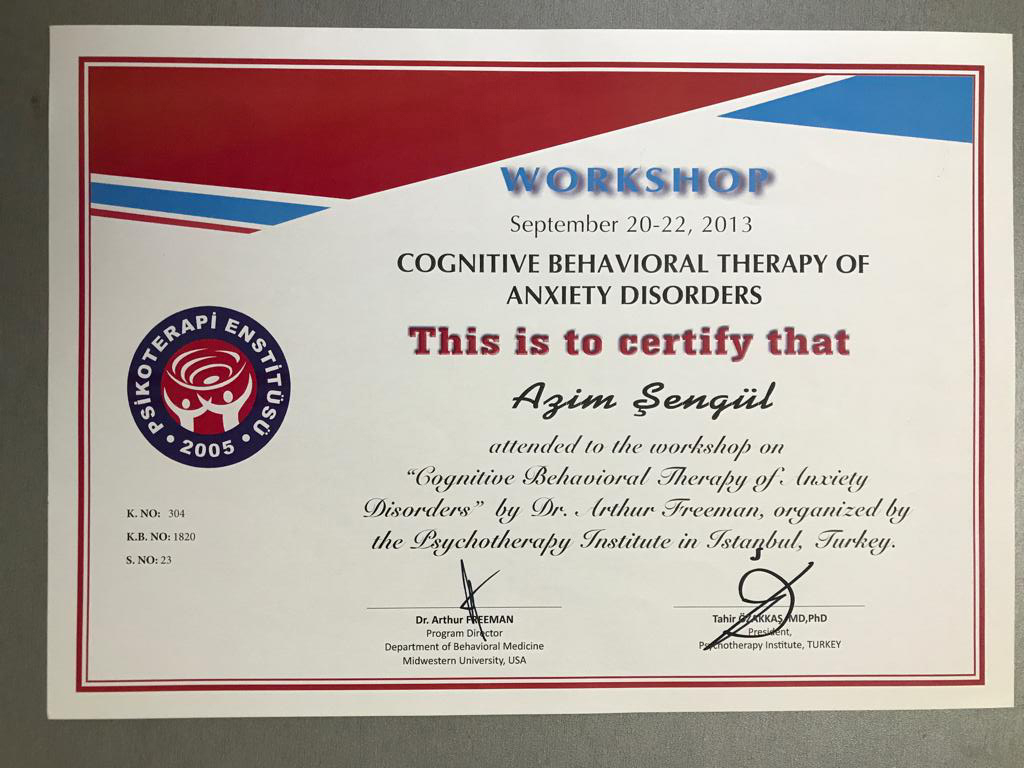 WORKSHOP
September 20-22, 2013
COGNITIVE BEHAVIORAL THERAPY OF
ANXIETY DISORDERS
This is to certify that
Azim Şengül
attended to the workshop on
“Cognitive Behavioral Therapy of Anxiety
Disorders” by Dr. Arthur Freeman, organized by
the Psychotherapy Institute in Istanbul, Turkey.
PSİKOTERAPİ ENSTİTÜSÜ
• 2005 •
K. NO: 304
K.B. NO: 1820
S. NO: 23
Dr. Arthur FREEMAN
Program Director
Department of Behavioral Medicine
Midwestern University, USA
Tahir ÖZAKKAŞ, MD,PhD
President,
Psychotherapy Institute, TURKEY